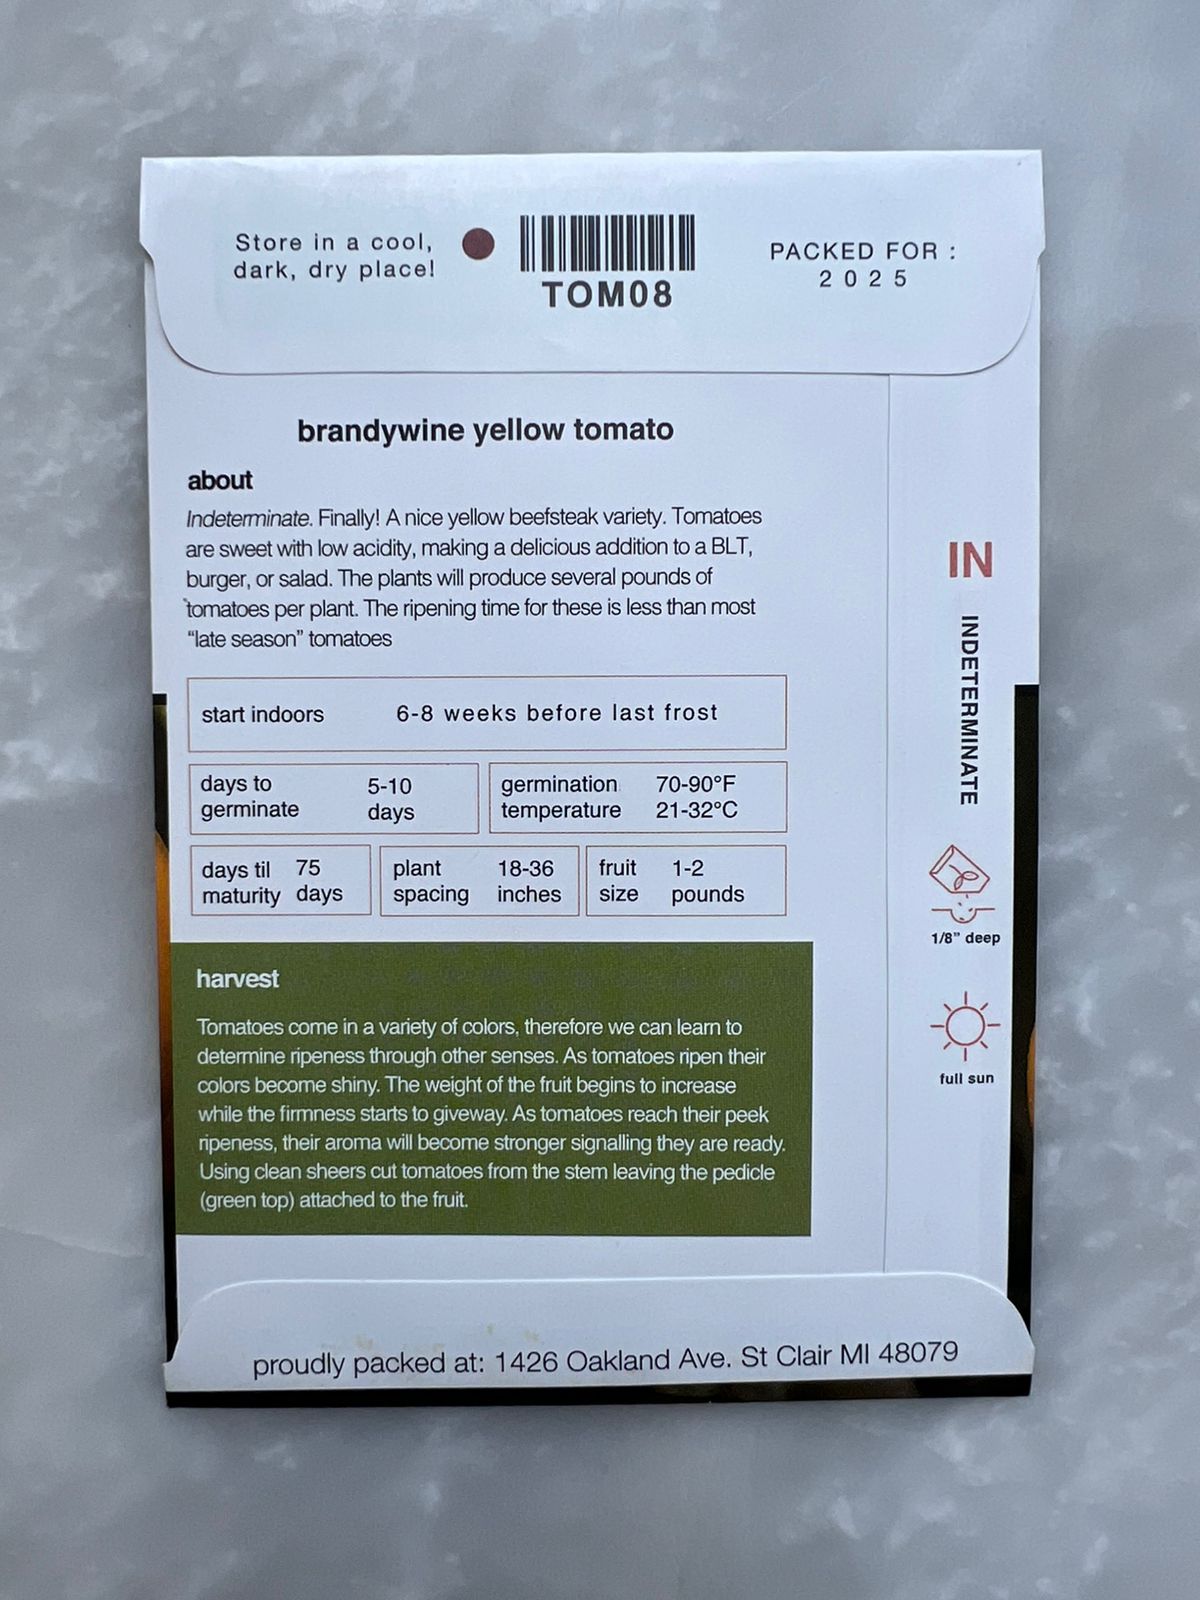 Store in a cool,
dark, dry place!
TOM08
PACKED FOR :
2025
brandywine yellow tomato
about
Indeterminate. Finally! A nice yellow beefsteak variety. Tomatoes
are sweet with low acidity, making a delicious addition to a BLT,
burger, or salad. The plants will produce several pounds of
tomatoes per plant. The ripening time for these is less than most
“late season” tomatoes
start indoors 6-8 weeks before last frost
days to germinate 5-10 days
germination temperature 70-90°F 21-32°C
days til maturity 75 days
plant spacing 18-36 inches
fruit size 1-2 pounds
harvest
Tomatoes come in a variety of colors, therefore we can learn to
determine ripeness through other senses. As tomatoes ripen their
colors become shiny. The weight of the fruit begins to increase
while the firmness starts to giveway. As tomatoes reach their peek
ripeness, their aroma will become stronger signalling they are ready.
Using clean sheers cut tomatoes from the stem leaving the pedicle
(green top) attached to the fruit.
IN
INDETERMINATE
1/8” deep
full sun
proudly packed at: 1426 Oakland Ave. St Clair MI 48079